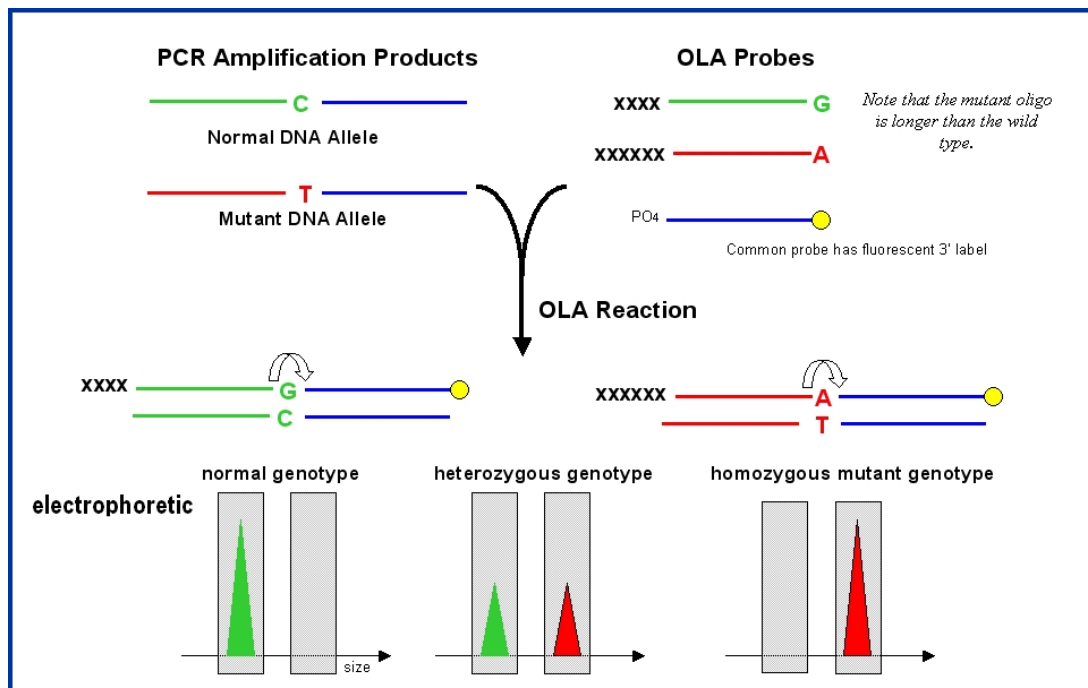 PCR Amplification Products
C
Normal DNA Allele
T
Mutant DNA Allele
OLA Probes
xxxx G
xxxxxx A
Note that the mutant oligo
is longer than the wild
type.
PO4
Common probe has fluorescent 3' label
OLA Reaction
xxxx G
C
xxxxxx A
T
electrophoretic
normal genotype
heterozygous genotype
homozygous mutant genotype
size